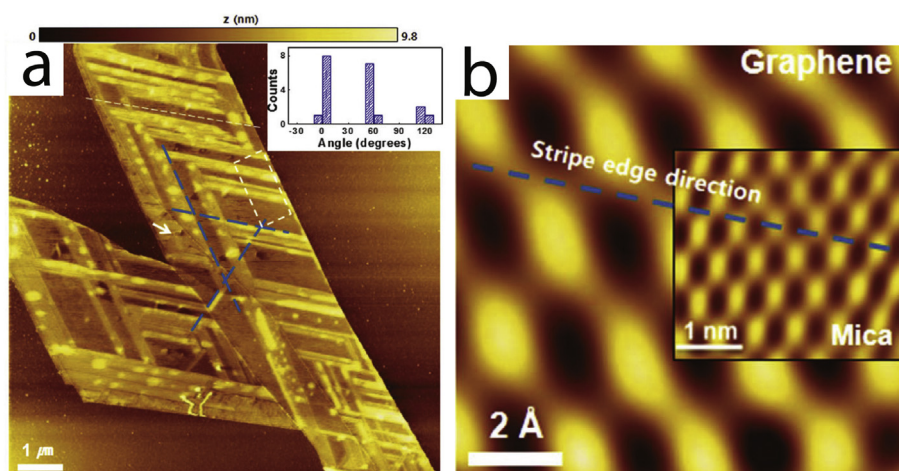 z (nm)
0
9.8
a
8
4
0
Counts
-30 0 30 60 90 120
Angle (degrees)
1 μm
b
Graphene
Stripe edge direction
1 nm
Mica
2 Å